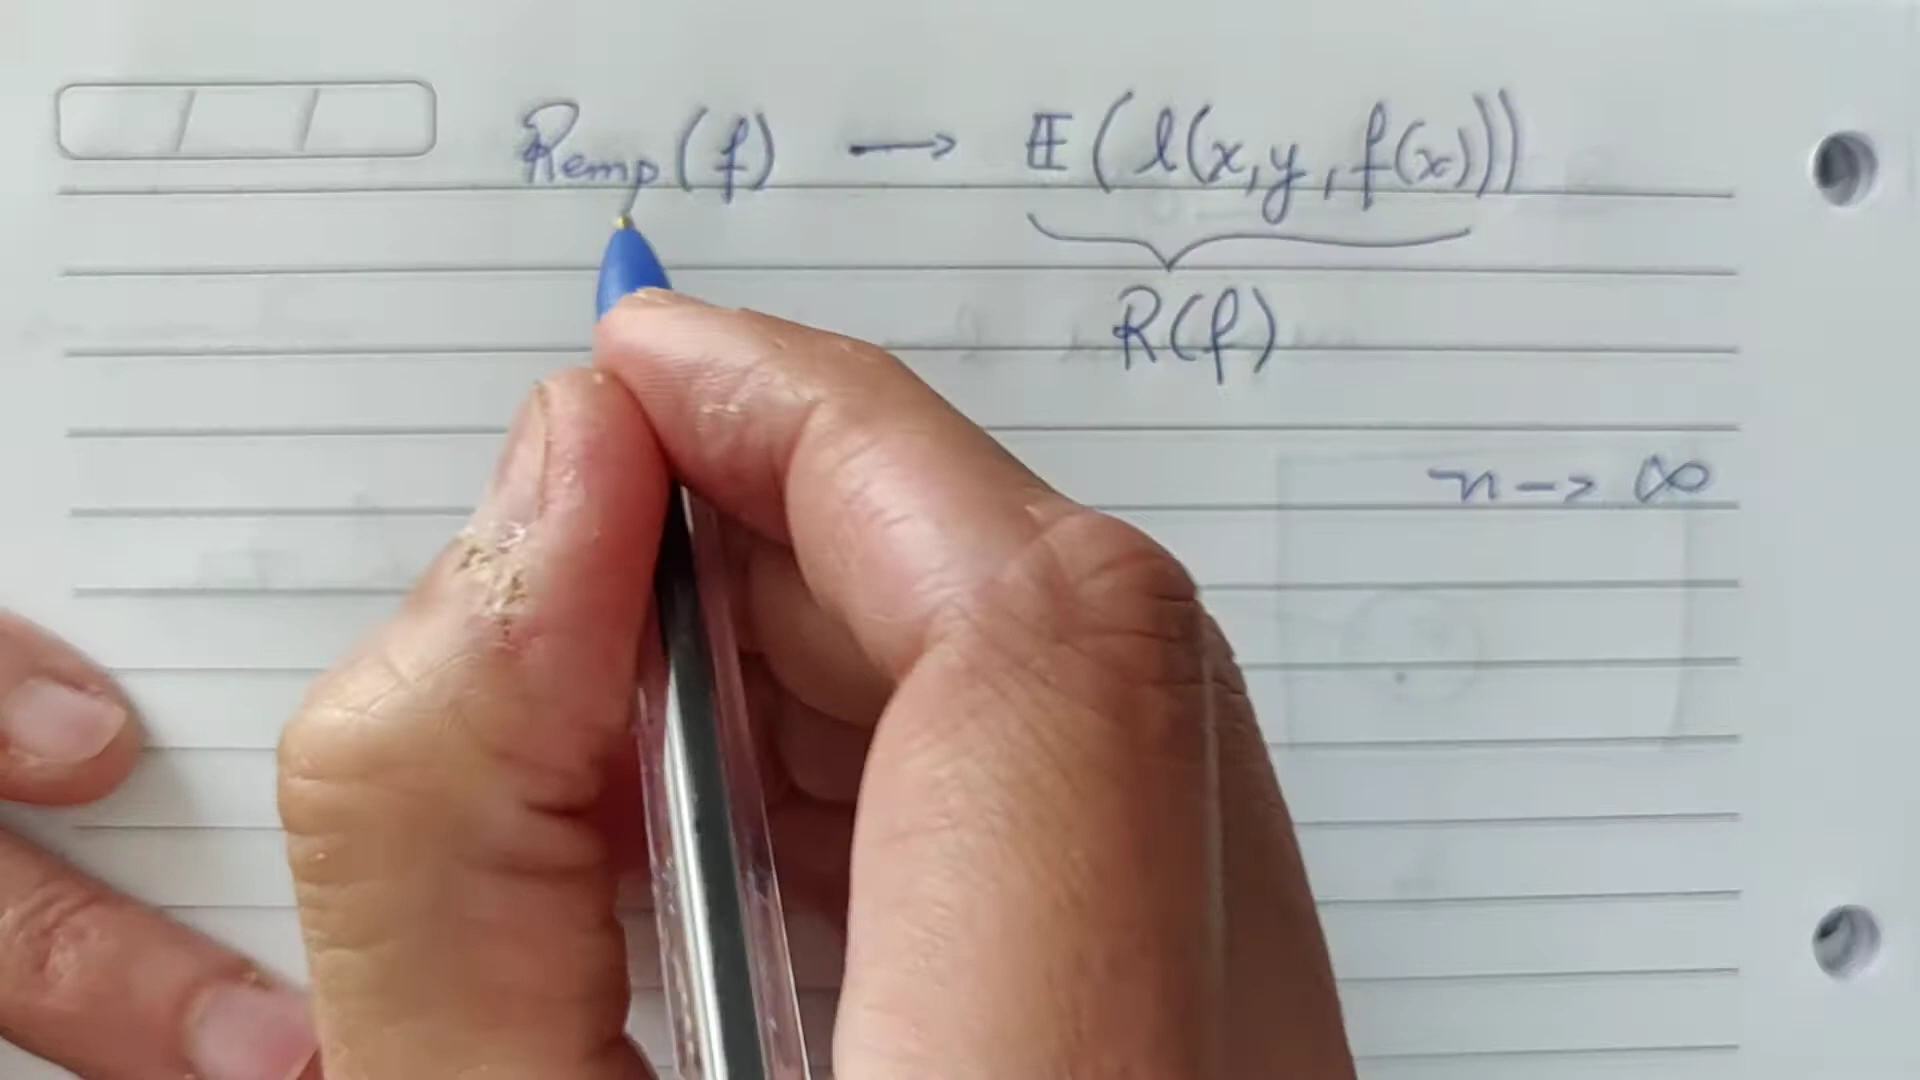 Remp(f) → 𝔼(l(x,y,f(x)))
R(f)
n → ∞